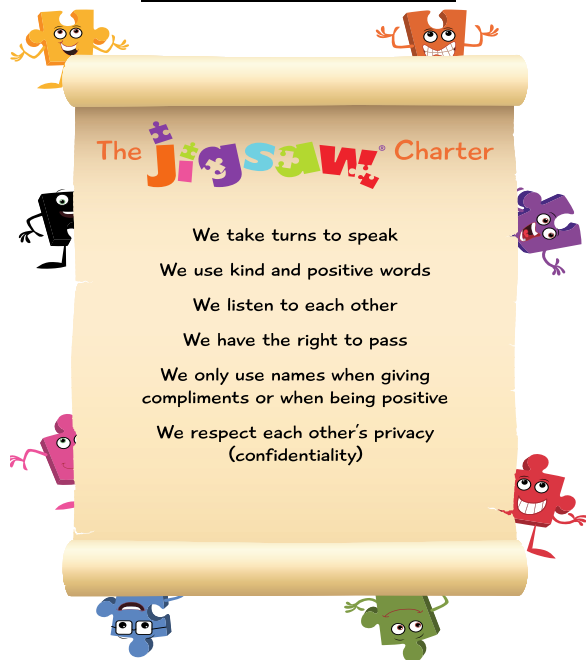 The Jigsaw® Charter
We take turns to speak
We use kind and positive words
We listen to each other
We have the right to pass
We only use names when giving
compliments or when being positive
We respect each other's privacy
(confidentiality)